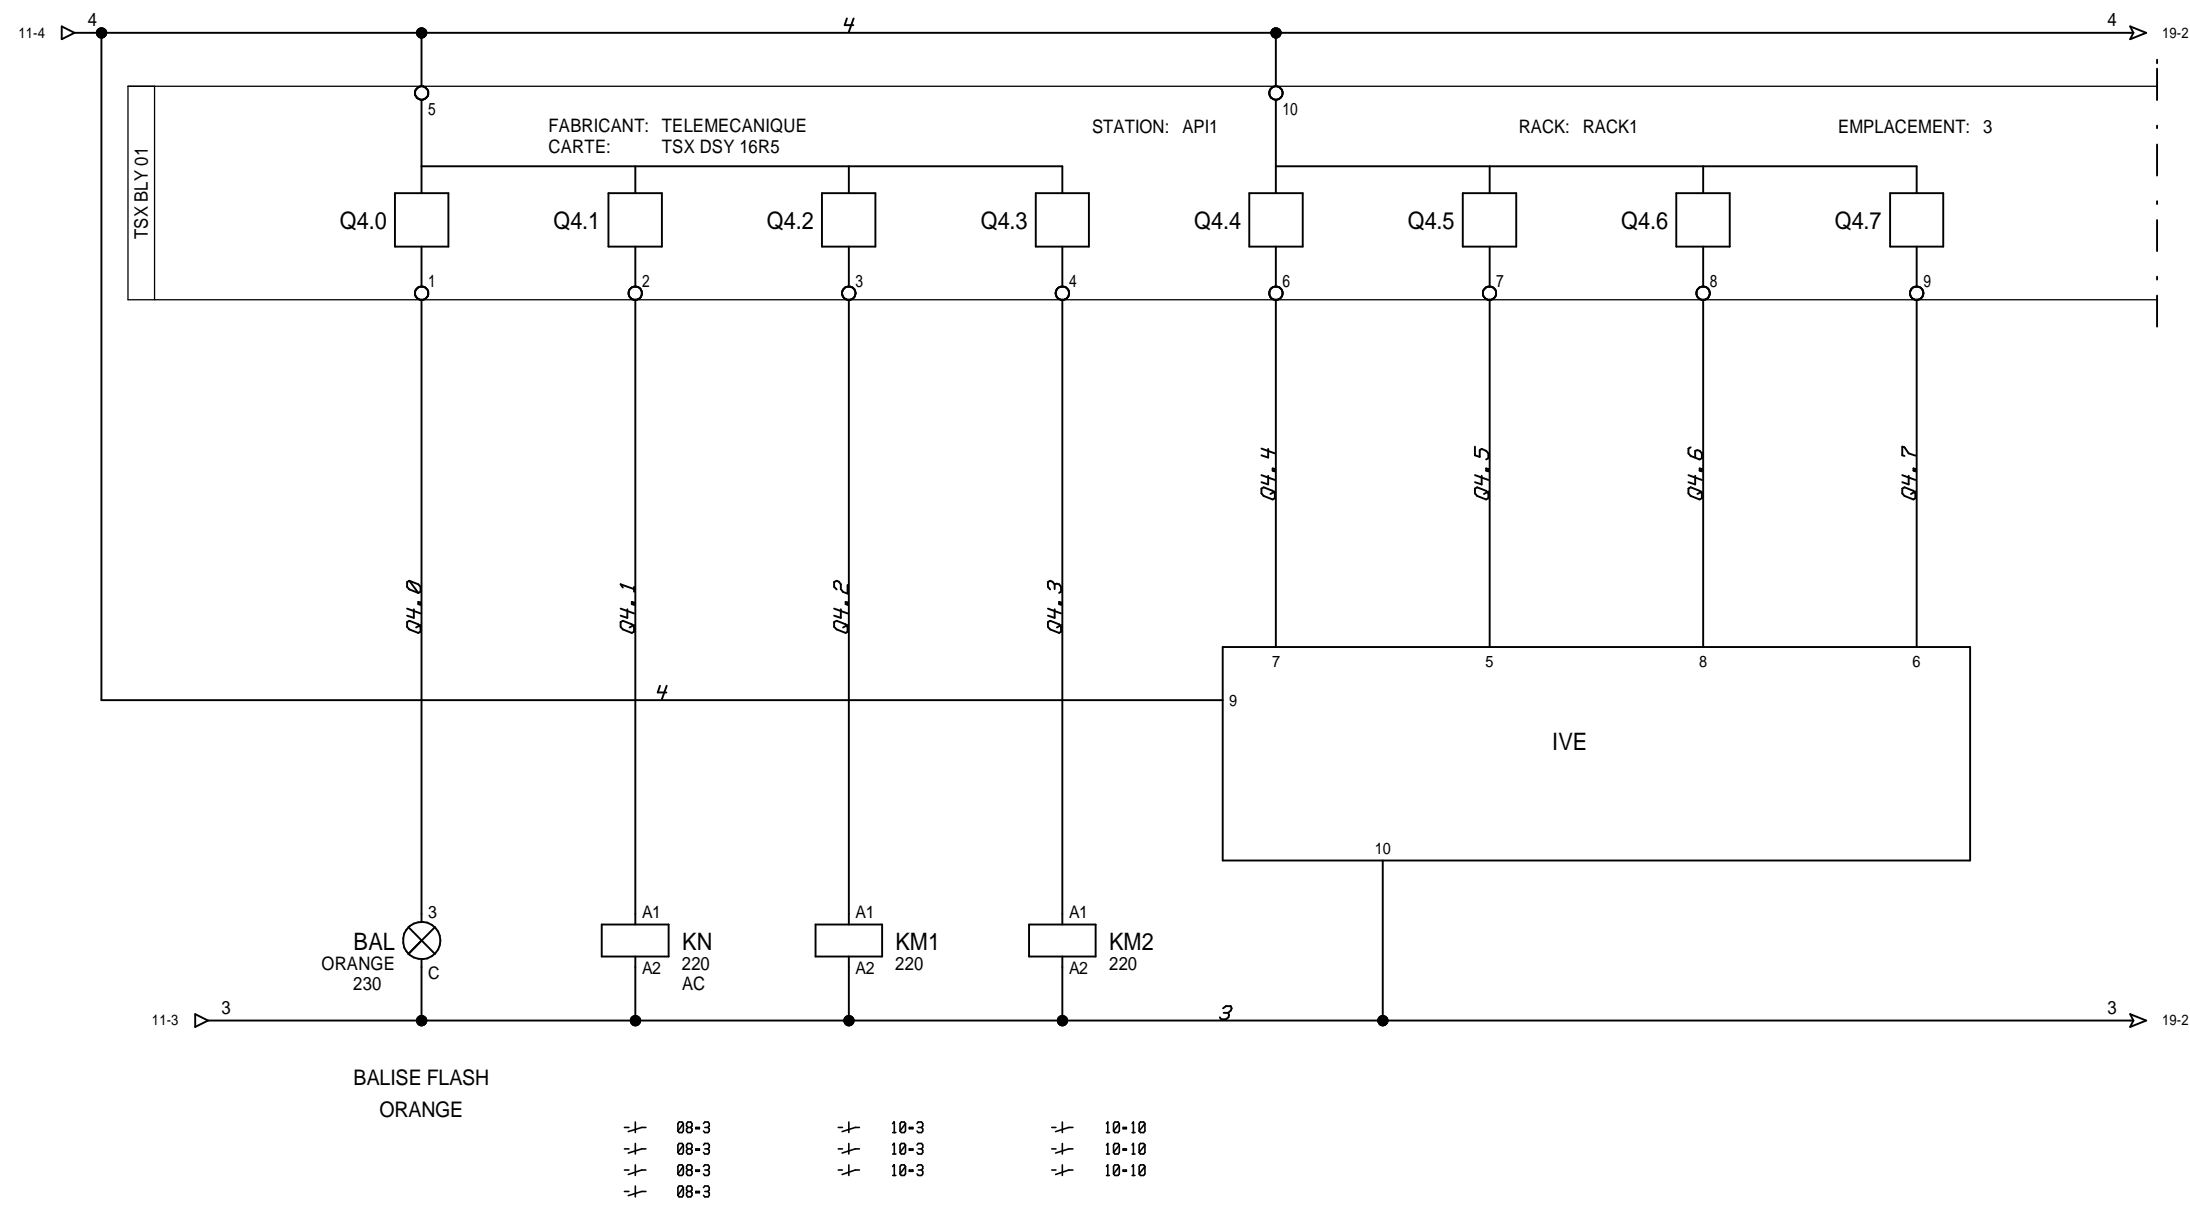 4 4 4
11-4 19-2
5 10
FABRICANT: TELEMECANIQUE STATION: API1 RACK: RACK1 EMPLACEMENT: 3
CARTE: TSX DSY 16R5
TSX BLY 01
Q4.0 Q4.1 Q4.2 Q4.3 Q4.4 Q4.5 Q4.6 Q4.7
1 2 3 4 6 7 8 9
Q4.4 Q4.5 Q4.6 Q4.7
Q4.0 Q4.1 Q4.2 Q4.3
7 5 8 6
4 9
IVE
10
3 A1 A1 A1
BAL KN KM1 KM2
ORANGE 220 220 220
C A2 A2 A2
230 AC
3 3 3
11-3 19-2
BALISE FLASH
ORANGE
08-3 10-3 10-10
08-3 10-3 10-10
08-3 10-3 10-10
08-3